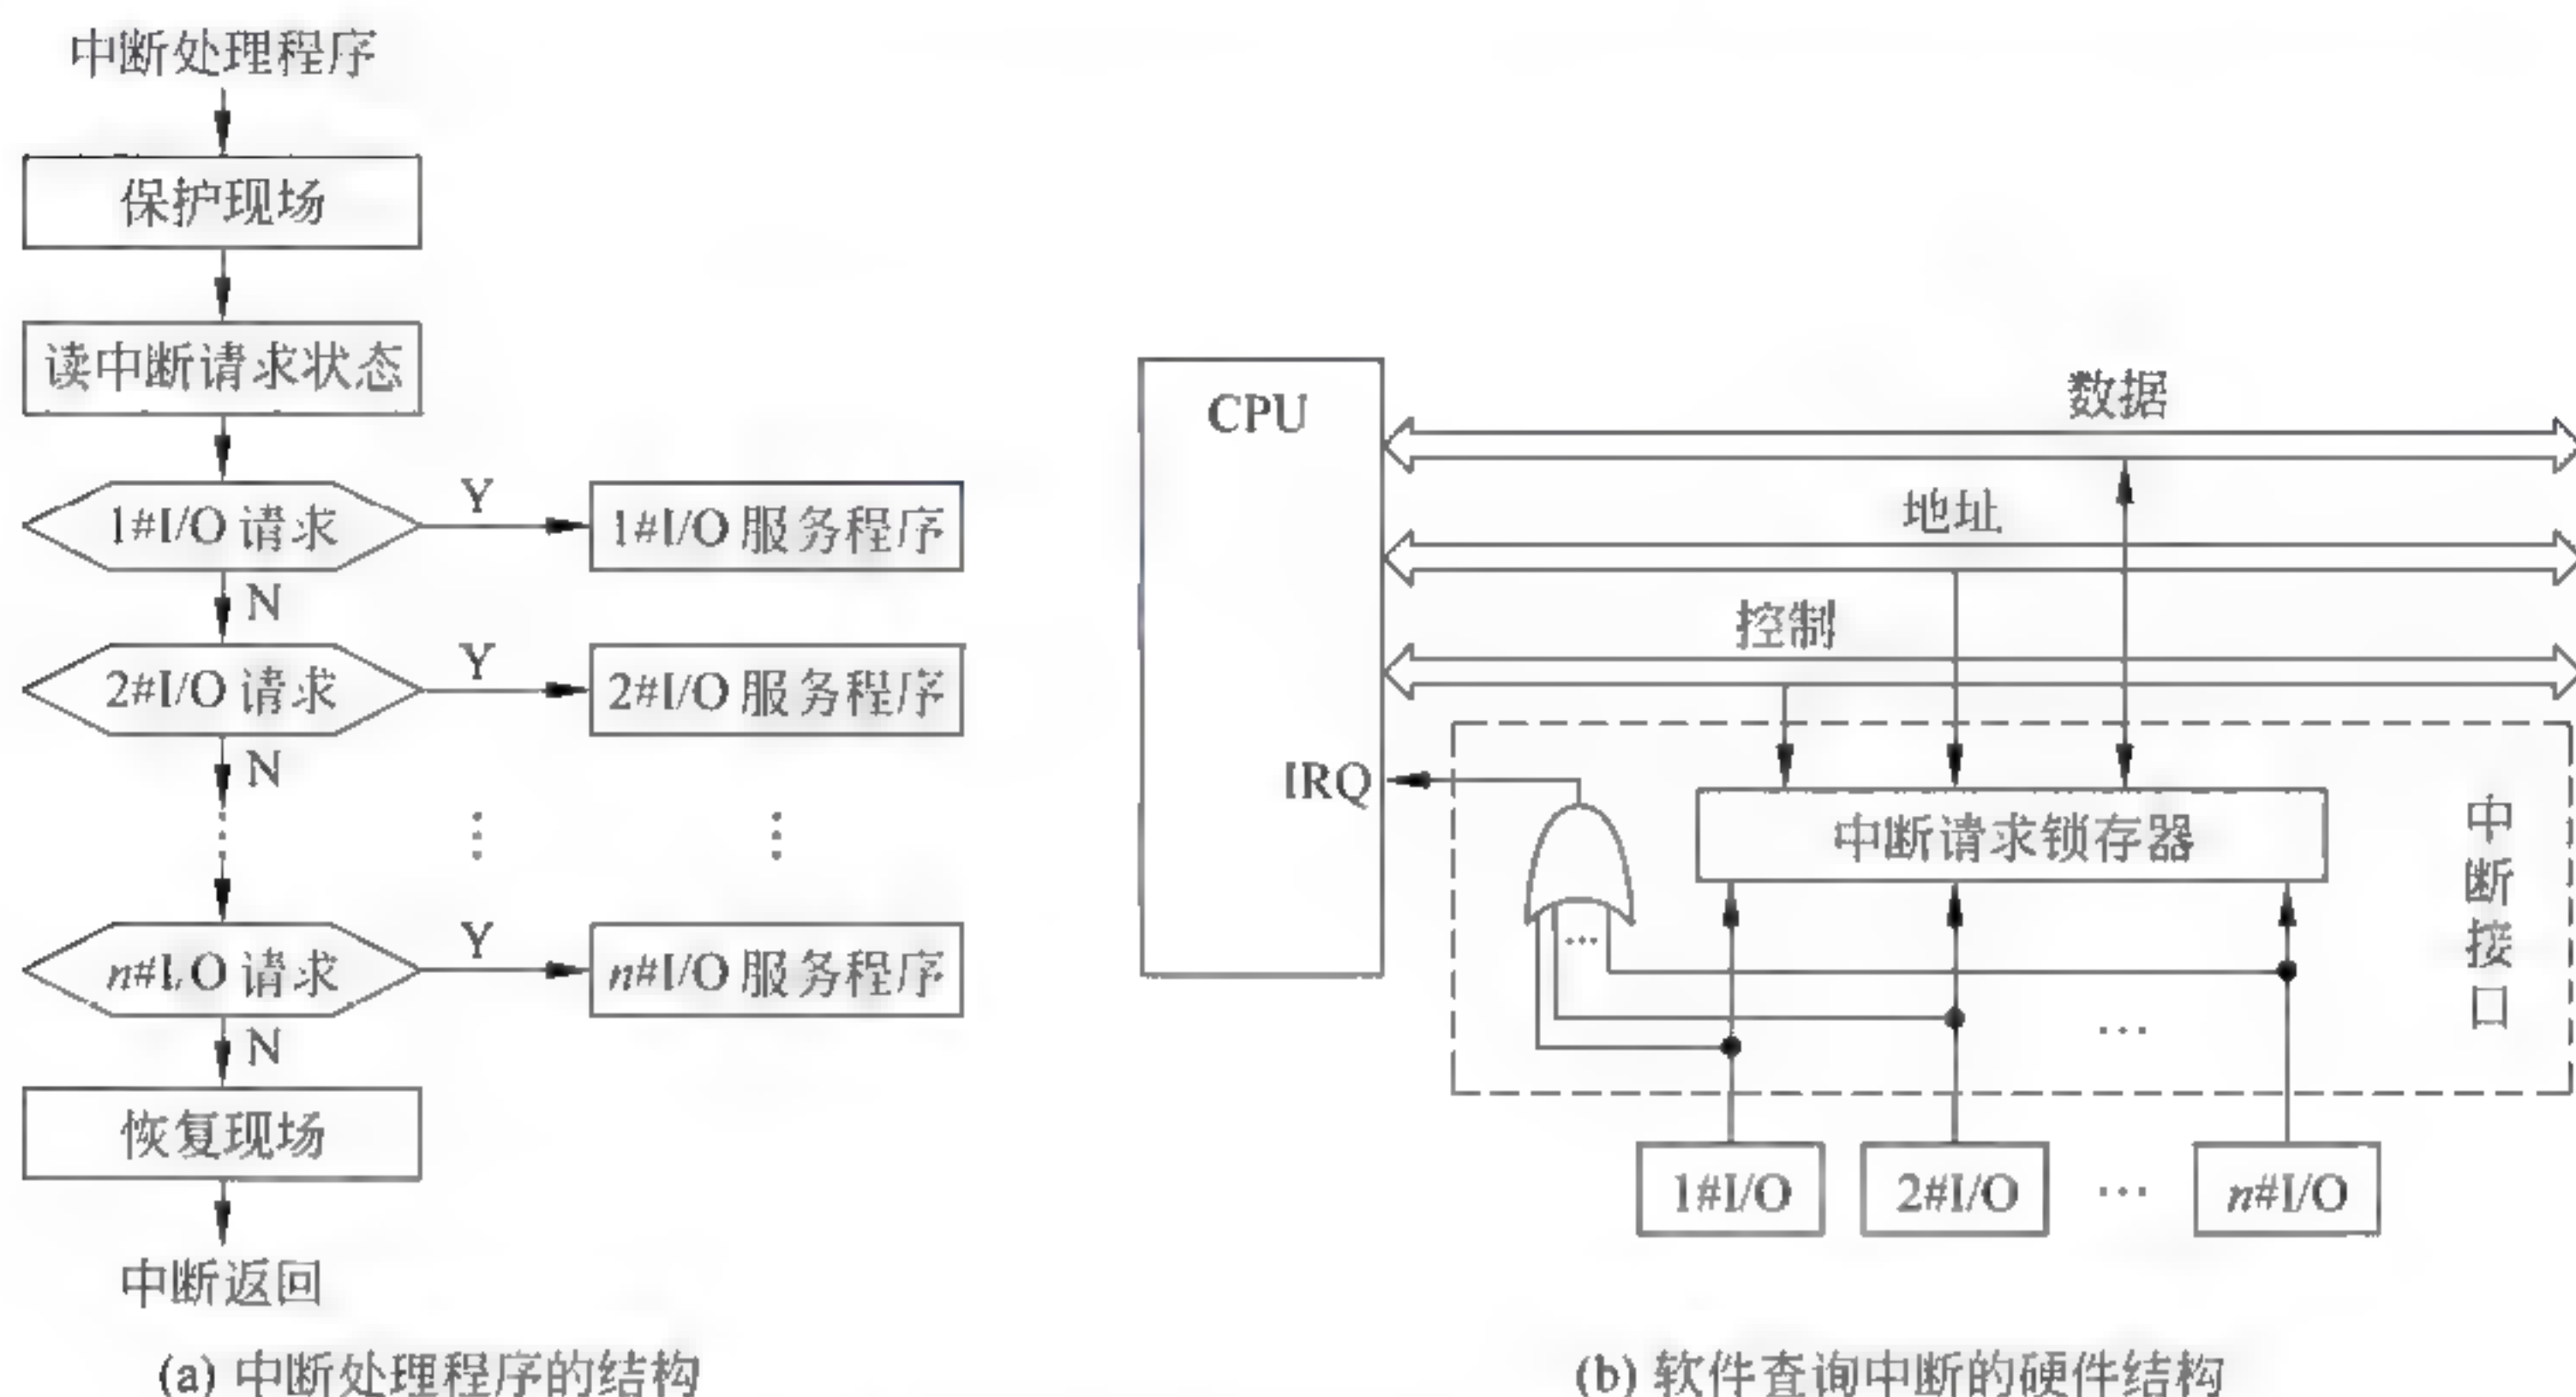 中断处理程序
保护现场
读中断请求状态
1#I/O 请求
Y
1#I/O 服务程序
N
2#I/O 请求
Y
2#I/O 服务程序
N
⋮
⋮
⋮
n#I/O 请求
Y
n#I/O 服务程序
N
恢复现场
中断返回
(a) 中断处理程序的结构
CPU
数据
地址
控制
IRQ
中断请求锁存器
中断接口
…
…
1#I/O
2#I/O
…
n#I/O
(b) 软件查询中断的硬件结构